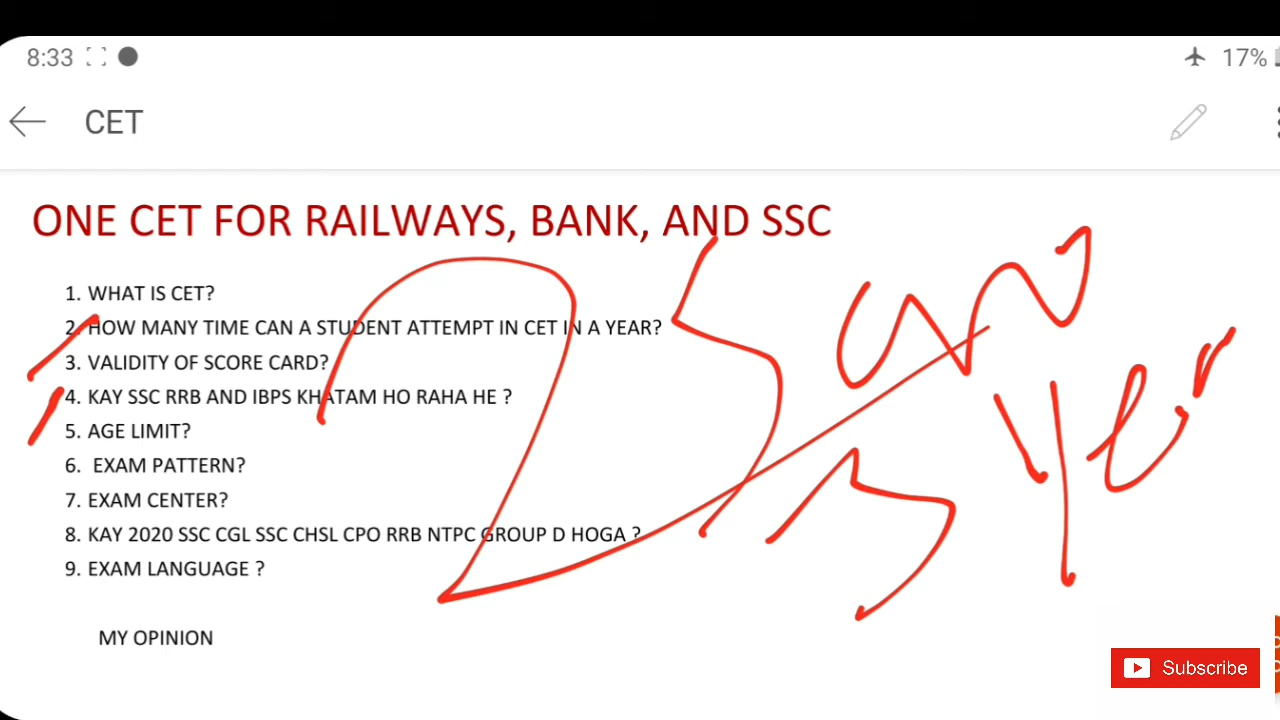 8:33
17%
CET
ONE CET FOR RAILWAYS, BANK, AND SSC
1. WHAT IS CET?
2. HOW MANY TIME CAN A STUDENT ATTEMPT IN CET IN A YEAR?
3. VALIDITY OF SCORE CARD?
4. KAY SSC RRB AND IBPS KHATAM HO RAHA HE ?
5. AGE LIMIT?
6. EXAM PATTERN?
7. EXAM CENTER?
8. KAY 2020 SSC CGL SSC CHSL CPO RRB NTPC GROUP D HOGA ?
9. EXAM LANGUAGE ?
MY OPINION
2
3 Yer
Subscribe